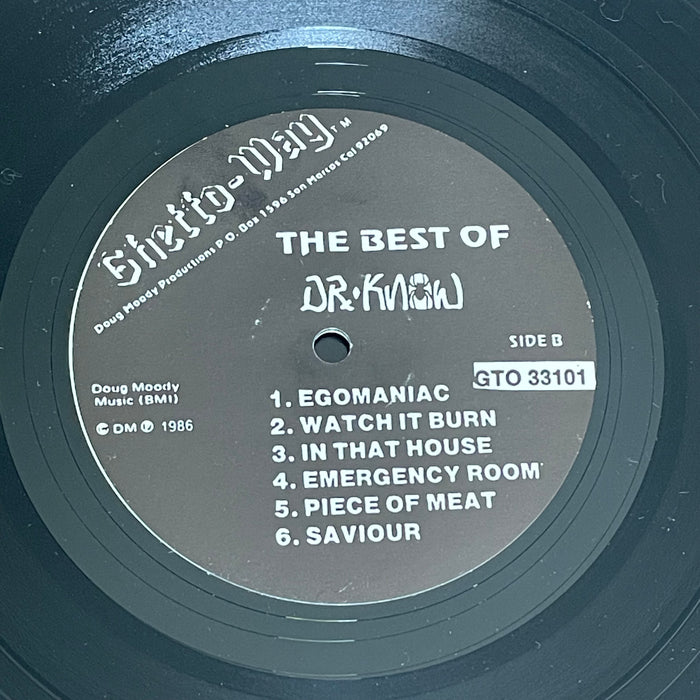 Ghetto-Way TM
Doug Moody Productions P.O. Box 1596 San Marcos Cal 92069
THE BEST OF
DR•KNOW
SIDE B
GTO 33101
Doug Moody
Music (BMI)
© DM ℗ 1986
1. EGOMANIAC
2. WATCH IT BURN
3. IN THAT HOUSE
4. EMERGENCY ROOM
5. PIECE OF MEAT
6. SAVIOUR